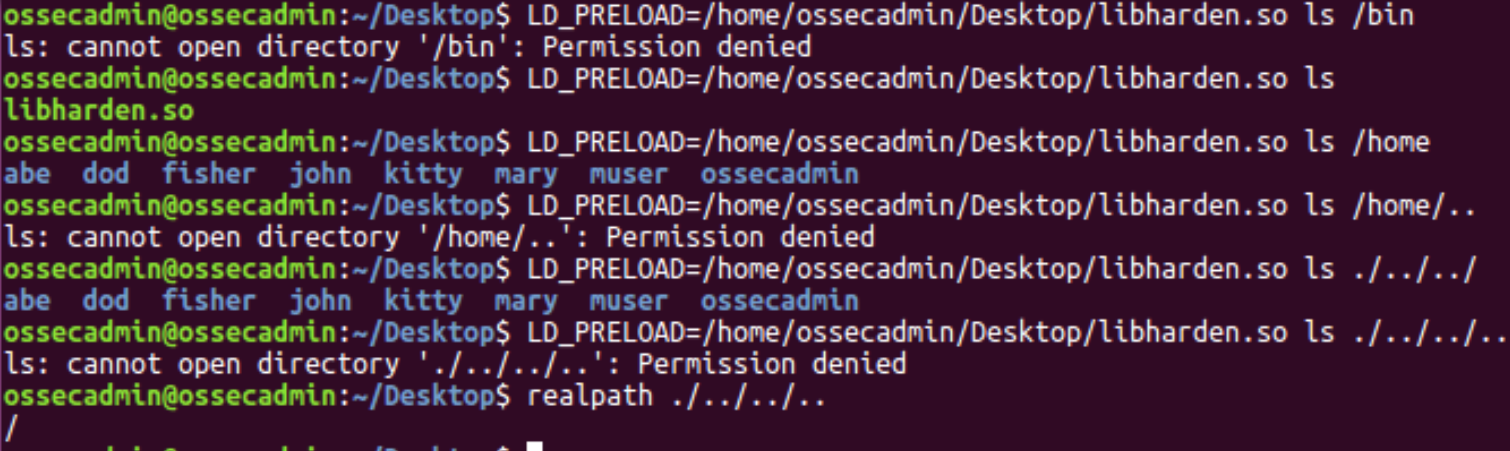 ossecadmin@ossecadmin:~/Desktop$ LD_PRELOAD=/home/ossecadmin/Desktop/libharden.so ls /bin
ls: cannot open directory '/bin': Permission denied
ossecadmin@ossecadmin:~/Desktop$ LD_PRELOAD=/home/ossecadmin/Desktop/libharden.so ls
libharden.so
ossecadmin@ossecadmin:~/Desktop$ LD_PRELOAD=/home/ossecadmin/Desktop/libharden.so ls /home
abe  dod  fisher  john  kitty  mary  muser  ossecadmin
ossecadmin@ossecadmin:~/Desktop$ LD_PRELOAD=/home/ossecadmin/Desktop/libharden.so ls /home/..
ls: cannot open directory '/home/..': Permission denied
ossecadmin@ossecadmin:~/Desktop$ LD_PRELOAD=/home/ossecadmin/Desktop/libharden.so ls ./../../
abe  dod  fisher  john  kitty  mary  muser  ossecadmin
ossecadmin@ossecadmin:~/Desktop$ LD_PRELOAD=/home/ossecadmin/Desktop/libharden.so ls ./../../..
ls: cannot open directory './../../..': Permission denied
ossecadmin@ossecadmin:~/Desktop$ realpath ./../../..
/